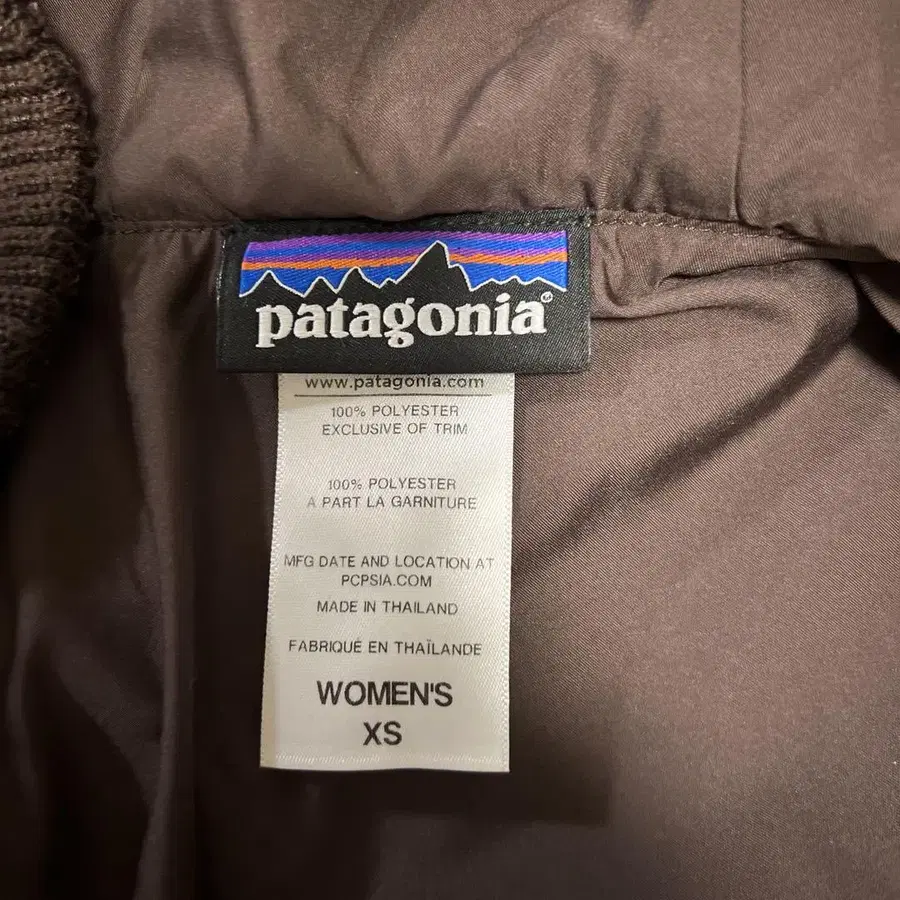 patagonia®
www.patagonia.com
100% POLYESTER
EXCLUSIVE OF TRIM
100% POLYESTER
A PART LA GARNITURE
MFG DATE AND LOCATION AT
PCPSIA.COM
MADE IN THAILAND
FABRIQUÉ EN THAÏLANDE
WOMEN'S
XS